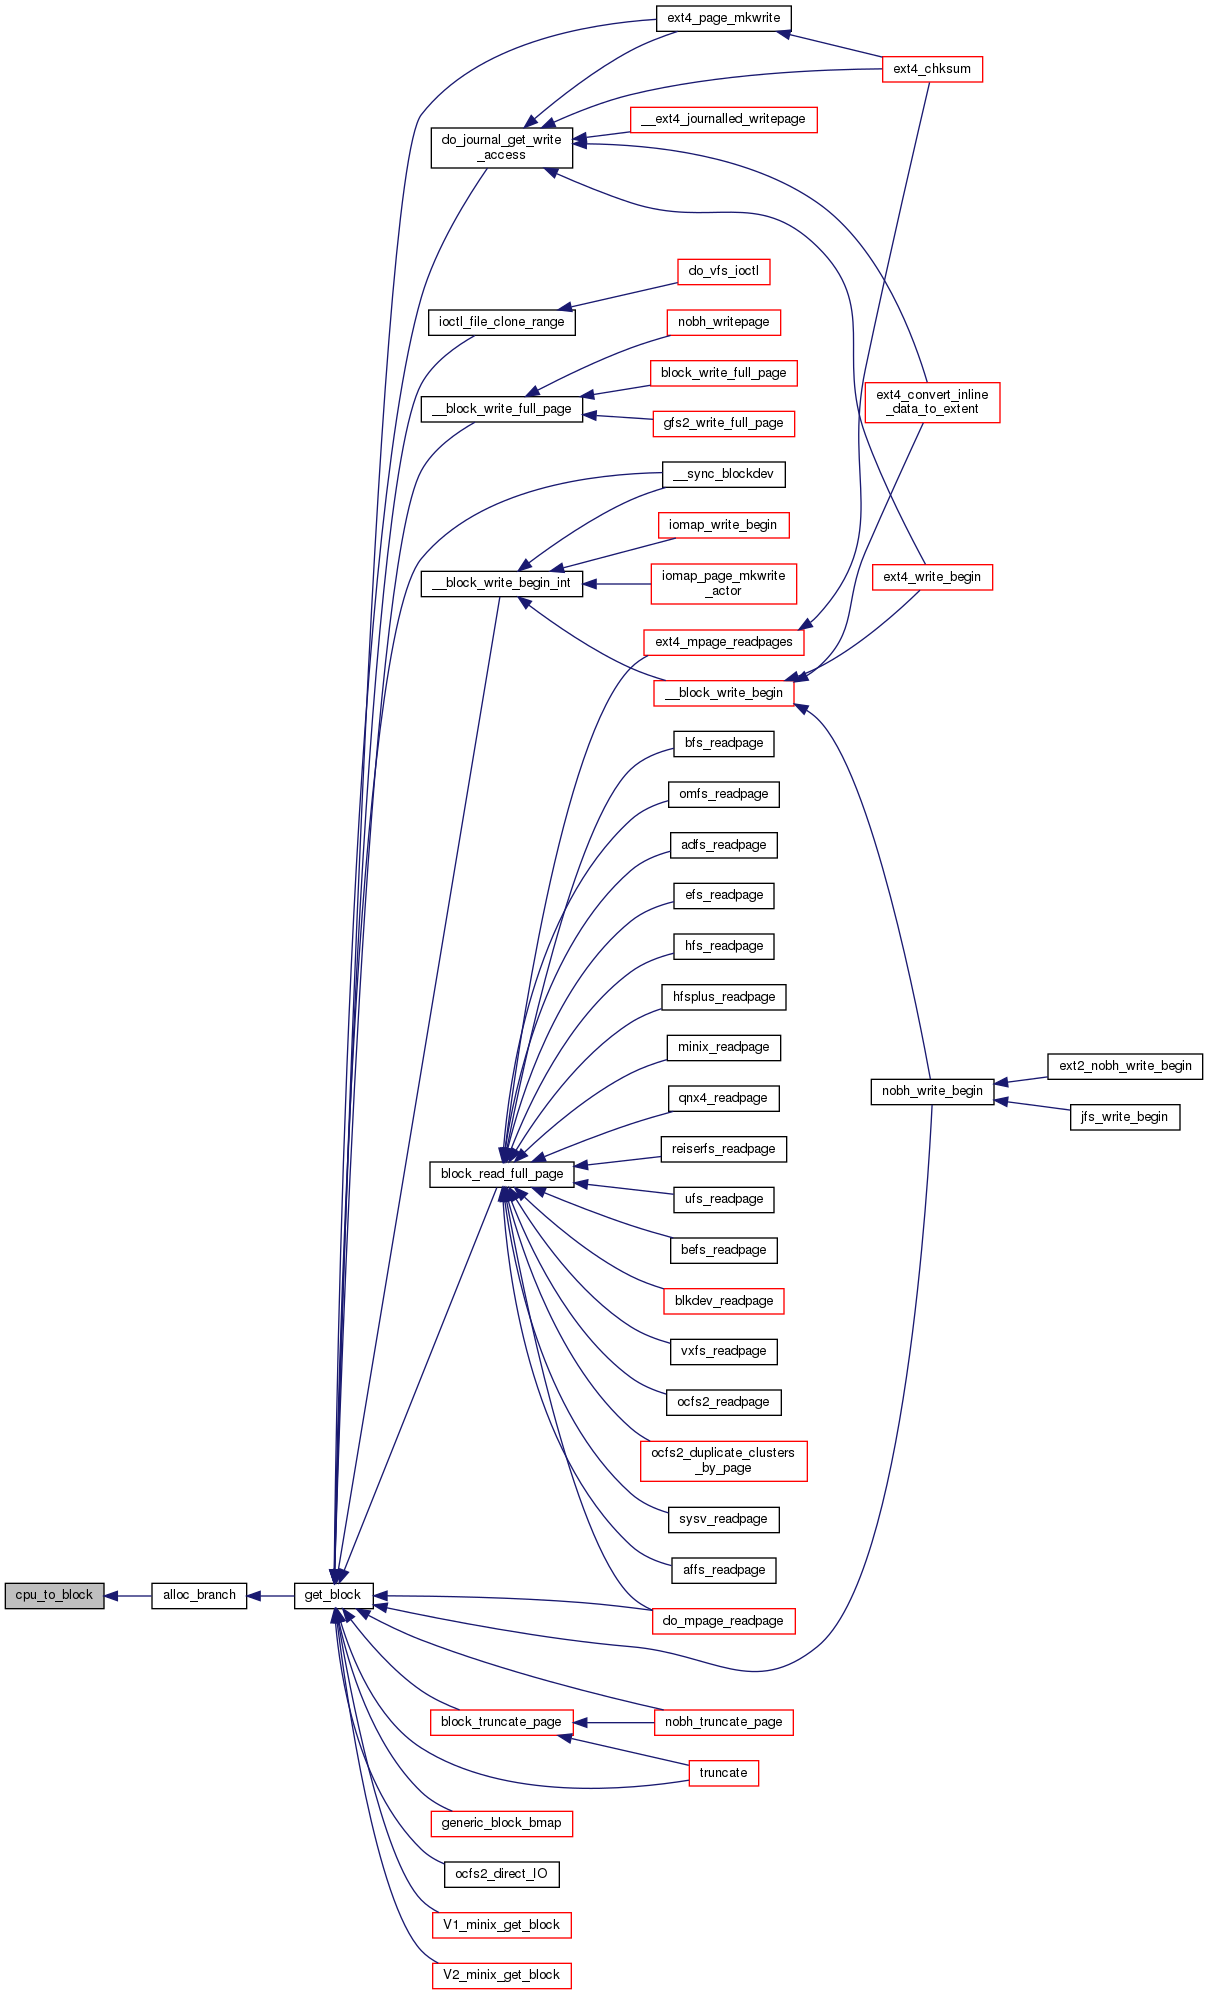 ext4_page_mkwrite
ext4_chksum
__ext4_journalled_writepage
do_journal_get_write
_access
do_vfs_ioctl
ioctl_file_clone_range
nobh_writepage
block_write_full_page
ext4_convert_inline
_data_to_extent
__block_write_full_page
gfs2_write_full_page
__sync_blockdev
iomap_write_begin
__block_write_begin_int
iomap_page_mkwrite
_actor
ext4_write_begin
ext4_mpage_readpages
__block_write_begin
bfs_readpage
omfs_readpage
adfs_readpage
efs_readpage
hfs_readpage
hfsplus_readpage
minix_readpage
ext2_nobh_write_begin
nobh_write_begin
qnx4_readpage
jfs_write_begin
reiserfs_readpage
block_read_full_page
ufs_readpage
befs_readpage
blkdev_readpage
vxfs_readpage
ocfs2_readpage
ocfs2_duplicate_clusters
_by_page
sysv_readpage
affs_readpage
cpu_to_block
alloc_branch
get_block
do_mpage_readpage
block_truncate_page
nobh_truncate_page
truncate
generic_block_bmap
ocfs2_direct_IO
V1_minix_get_block
V2_minix_get_block